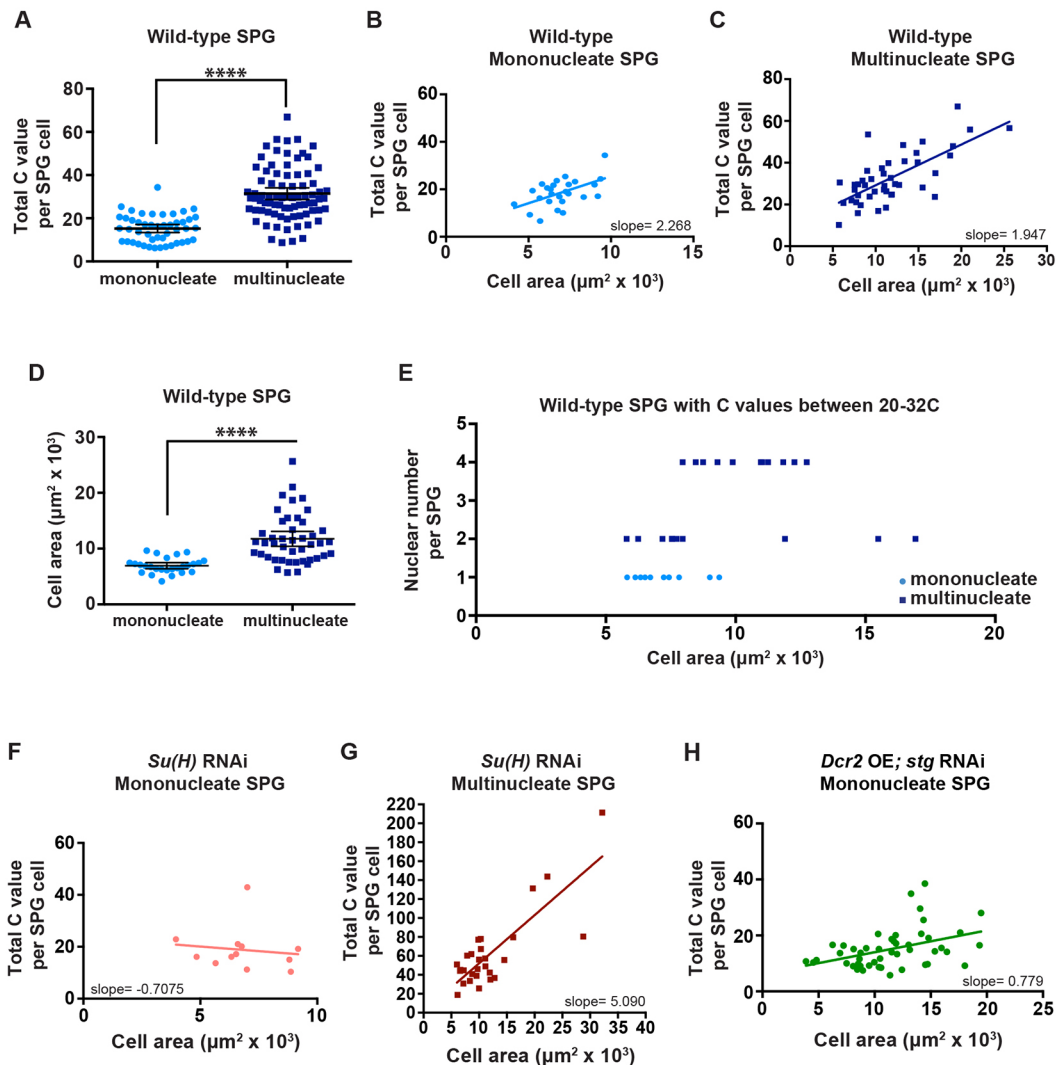 A
Wild-type SPG
****
Total C value
per SPG cell
80
60
40
20
0
mononucleate
multinucleate
B
Wild-type
Mononucleate SPG
Total C value
per SPG cell
60
40
20
0
0
5
10
15
slope= 2.268
Cell area (µm² x 10³)
C
Wild-type
Multinucleate SPG
Total C value
per SPG cell
80
60
40
20
0
0
5
10
15
20
25
30
slope= 1.947
Cell area (µm² x 10³)
D
Wild-type SPG
****
Cell area (µm² x 10³)
30
20
10
0
mononucleate
multinucleate
E
Wild-type SPG with C values between 20-32C
Nuclear number
per SPG
5
4
3
2
1
0
mononucleate
multinucleate
0
5
10
15
20
Cell area (µm² x 10³)
F
Su(H) RNAi
Mononucleate SPG
Total C value
per SPG cell
60
40
20
0
slope= -0.7075
0
5
10
Cell area (µm² x 10³)
G
Su(H) RNAi
Multinucleate SPG
Total C value
per SPG cell
220
200
180
160
140
120
100
80
60
40
20
0
slope= 5.090
0
5
10
15
20
25
30
35
40
Cell area (µm² x 10³)
H
Dcr2 OE; stg RNAi
Mononucleate SPG
Total C value
per SPG cell
60
40
20
0
slope= 0.779
0
5
10
15
20
25
Cell area (µm² x 10³)